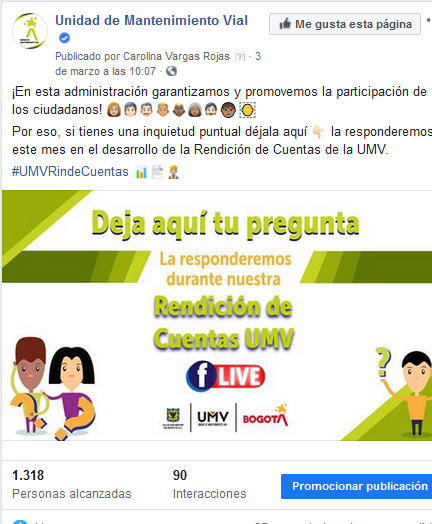 Unidad de Mantenimiento Vial
Me gusta esta página
Publicado por Carolina Vargas Rojas [?] · 3
de marzo a las 10:07 ·
¡En esta administración garantizamos y promovemos la participación de
los ciudadanos!
Por eso, si tienes una inquietud puntual déjala aquí 👇🏻 la responderemos
este mes en el desarrollo de la Rendición de Cuentas de la UMV.
#UMVRindeCuentas
Deja aquí tu pregunta
La responderemos
durante nuestra
Rendición de
Cuentas UMV
f LIVE
UMV
BOGOTÁ
1.318
Personas alcanzadas
90
Interacciones
Promocionar publicación